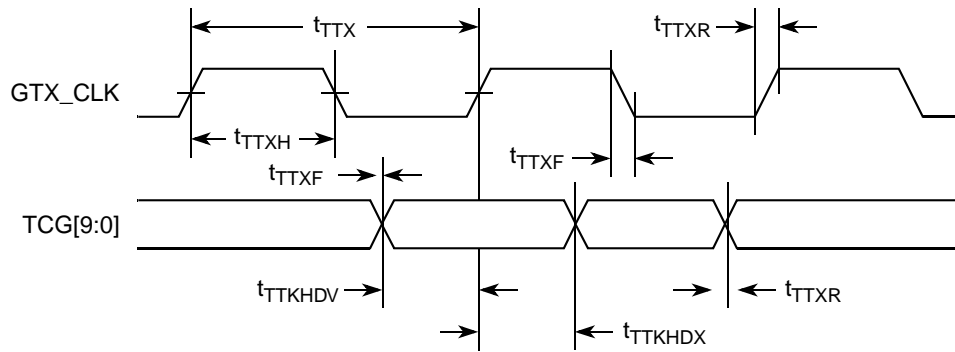 tTTX
tTTXR
GTX_CLK
tTTXH
tTTXF
tTTXF
TCG[9:0]
tTTKHDV
tTTXR
tTTKHDX